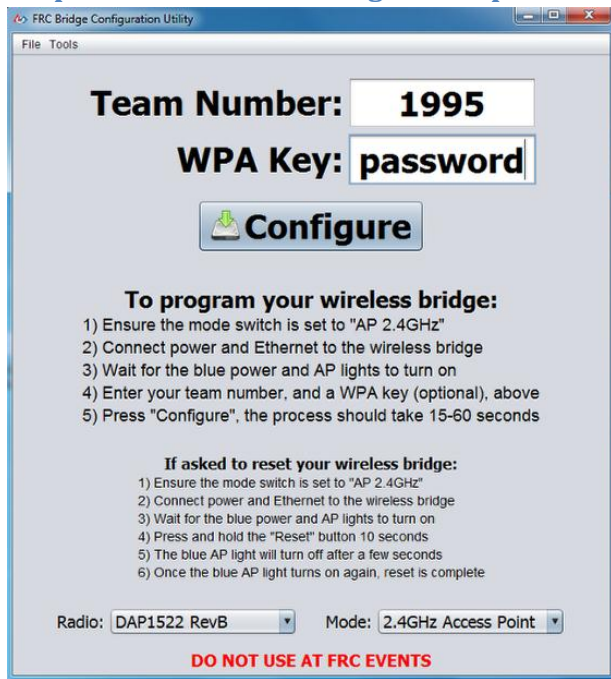 FRC Bridge Configuration Utility
File Tools
Team Number: 1995
WPA Key: password
Configure
To program your wireless bridge:
1) Ensure the mode switch is set to "AP 2.4GHz"
2) Connect power and Ethernet to the wireless bridge
3) Wait for the blue power and AP lights to turn on
4) Enter your team number, and a WPA key (optional), above
5) Press "Configure", the process should take 15-60 seconds
If asked to reset your wireless bridge:
1) Ensure the mode switch is set to "AP 2.4GHz"
2) Connect power and Ethernet to the wireless bridge
3) Wait for the blue power and AP lights to turn on
4) Press and hold the "Reset" button 10 seconds
5) The blue AP light will turn off after a few seconds
6) Once the blue AP light turns on again, reset is complete
Radio: DAP1522 RevB Mode: 2.4GHz Access Point
DO NOT USE AT FRC EVENTS